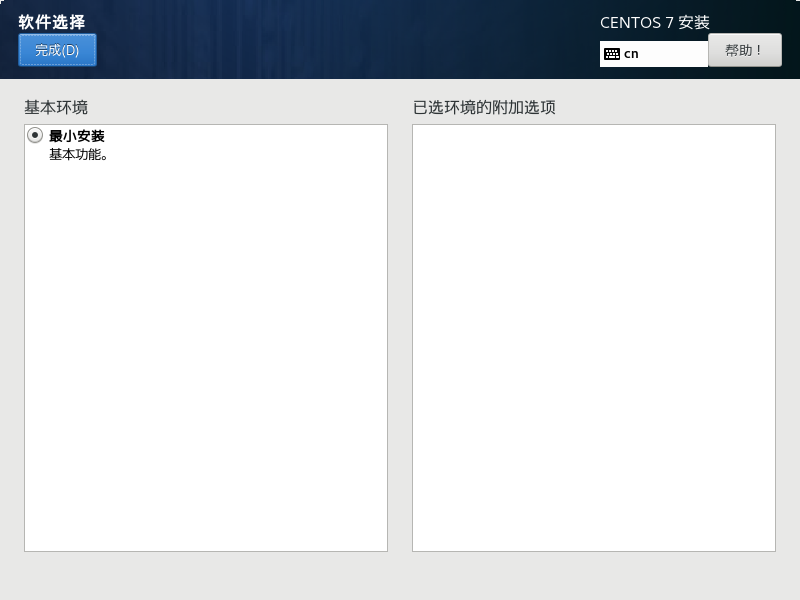 软件选择
CENTOS 7 安装
完成(D)
cn
帮助！
基本环境
已选环境的附加选项
最小安装
基本功能。